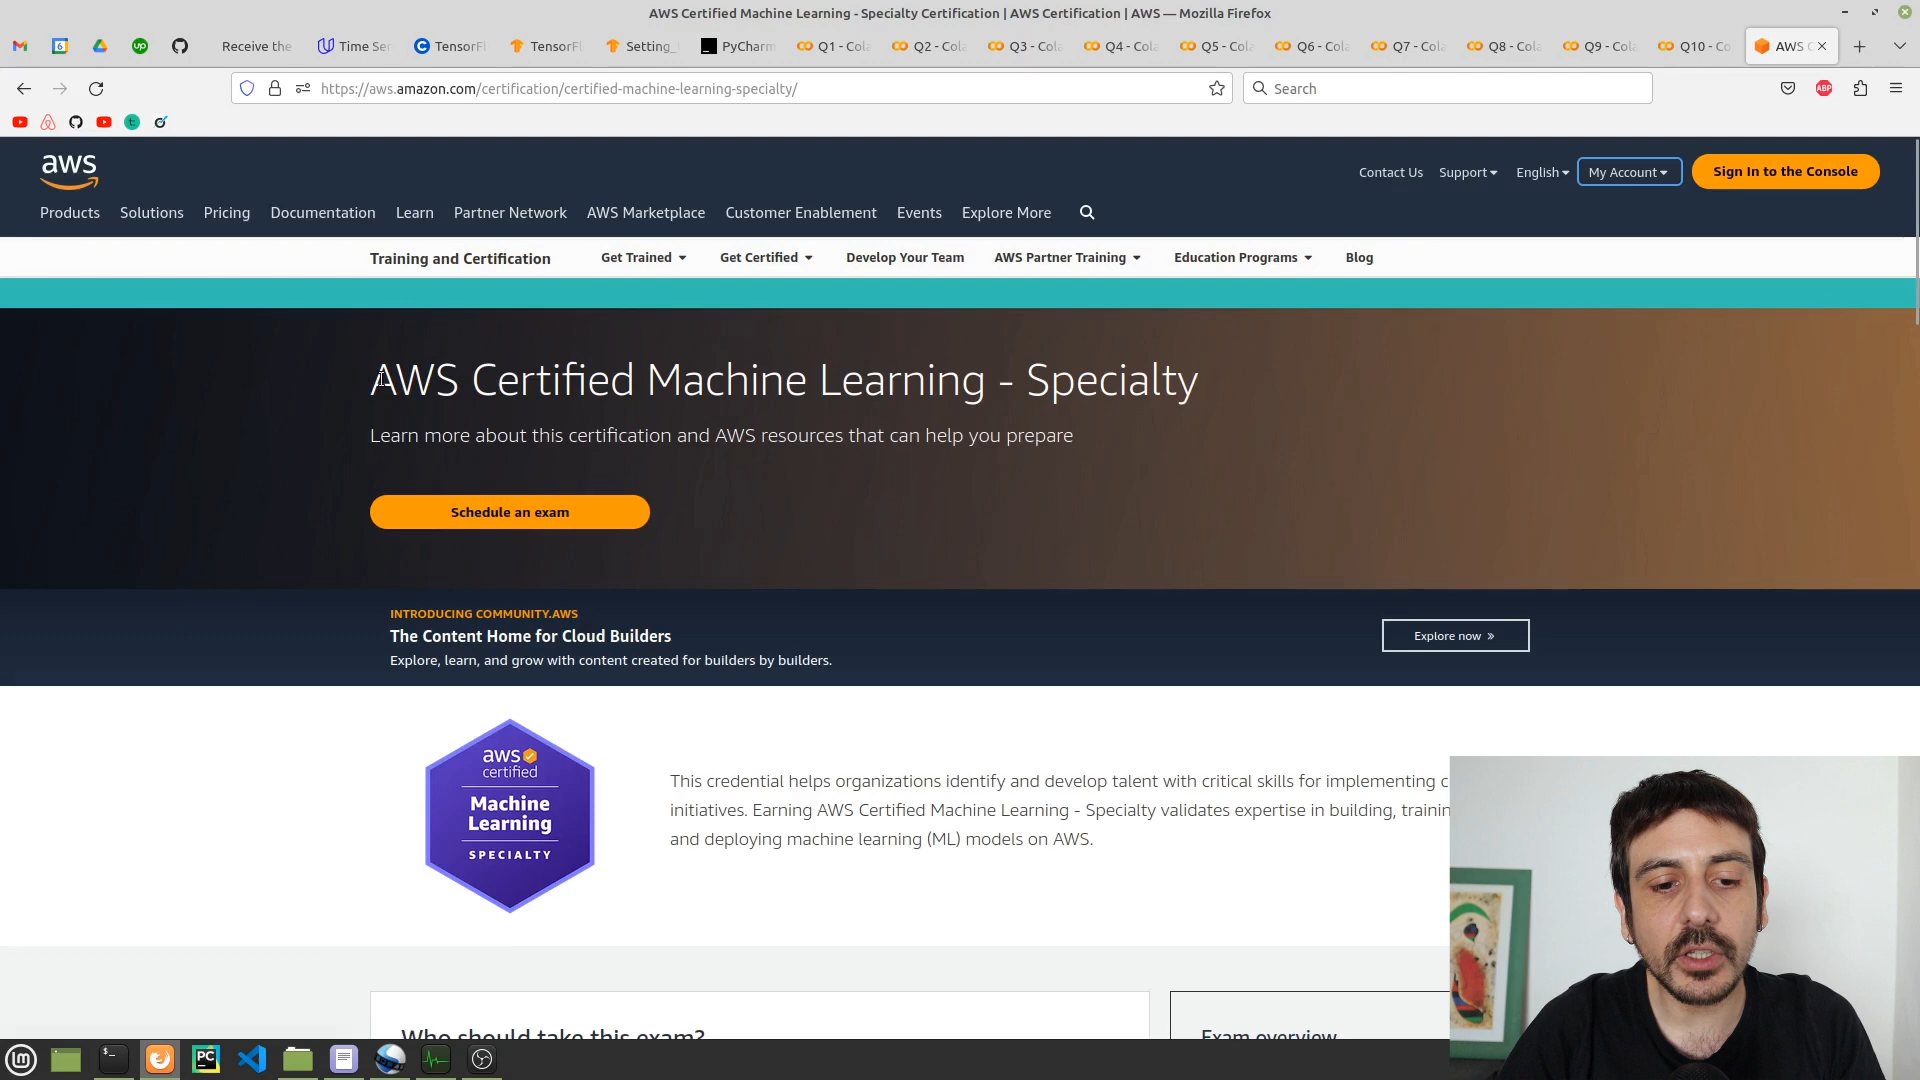 AWS Certified Machine Learning - Specialty Certification | AWS Certification | AWS — Mozilla Firefox
Receive the
Time Ser
TensorFl
TensorFl
Setting_
PyCharm
Q1 - Cola
Q2 - Cola
Q3 - Cola
Q4 - Cola
Q5 - Cola
Q6 - Cola
Q7 - Cola
Q8 - Cola
Q9 - Cola
Q10 - Co
AWS C
https://aws.amazon.com/certification/certified-machine-learning-specialty/
Search
ABP
aws
Contact Us
Support
English
My Account
Sign In to the Console
Products
Solutions
Pricing
Documentation
Learn
Partner Network
AWS Marketplace
Customer Enablement
Events
Explore More
Training and Certification
Get Trained
Get Certified
Develop Your Team
AWS Partner Training
Education Programs
Blog
AWS Certified Machine Learning - Specialty
Learn more about this certification and AWS resources that can help you prepare
Schedule an exam
INTRODUCING COMMUNITY.AWS
The Content Home for Cloud Builders
Explore, learn, and grow with content created for builders by builders.
Explore now »
aws
certified
Machine
Learning
SPECIALTY
This credential helps organizations identify and develop talent with critical skills for implementing c
initiatives. Earning AWS Certified Machine Learning - Specialty validates expertise in building, trainin
and deploying machine learning (ML) models on AWS.
Who should take this exam?
Exam overview
PC